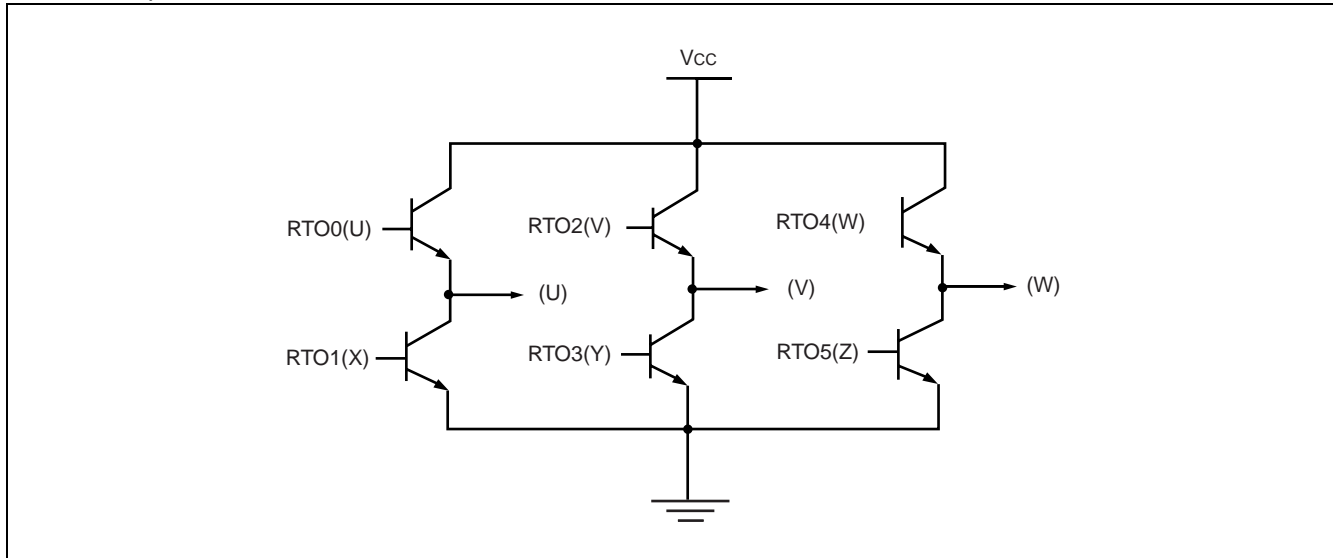 Vcc
RTO0(U)
RTO2(V)
RTO4(W)
(U)
(V)
(W)
RTO1(X)
RTO3(Y)
RTO5(Z)